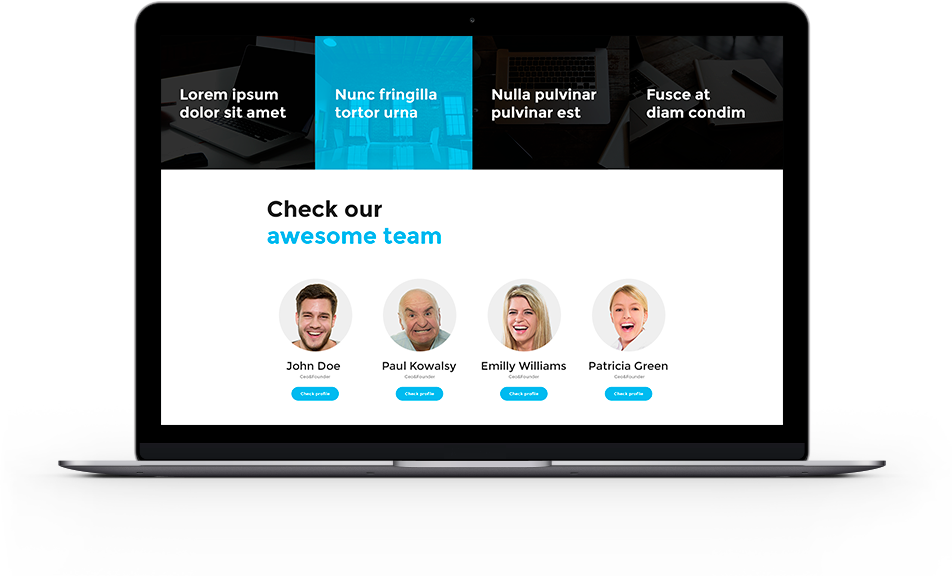 Lorem ipsum
dolor sit amet
Nunc fringilla
tortor urna
Nulla pulvinar
pulvinar est
Fusce at
diam condim
Check our
awesome team
John Doe
Ceo&Founder
Check profile
Paul Kowalsy
Ceo&Founder
Check profile
Emilly Williams
Ceo&Founder
Check profile
Patricia Green
Ceo&Founder
Check profile